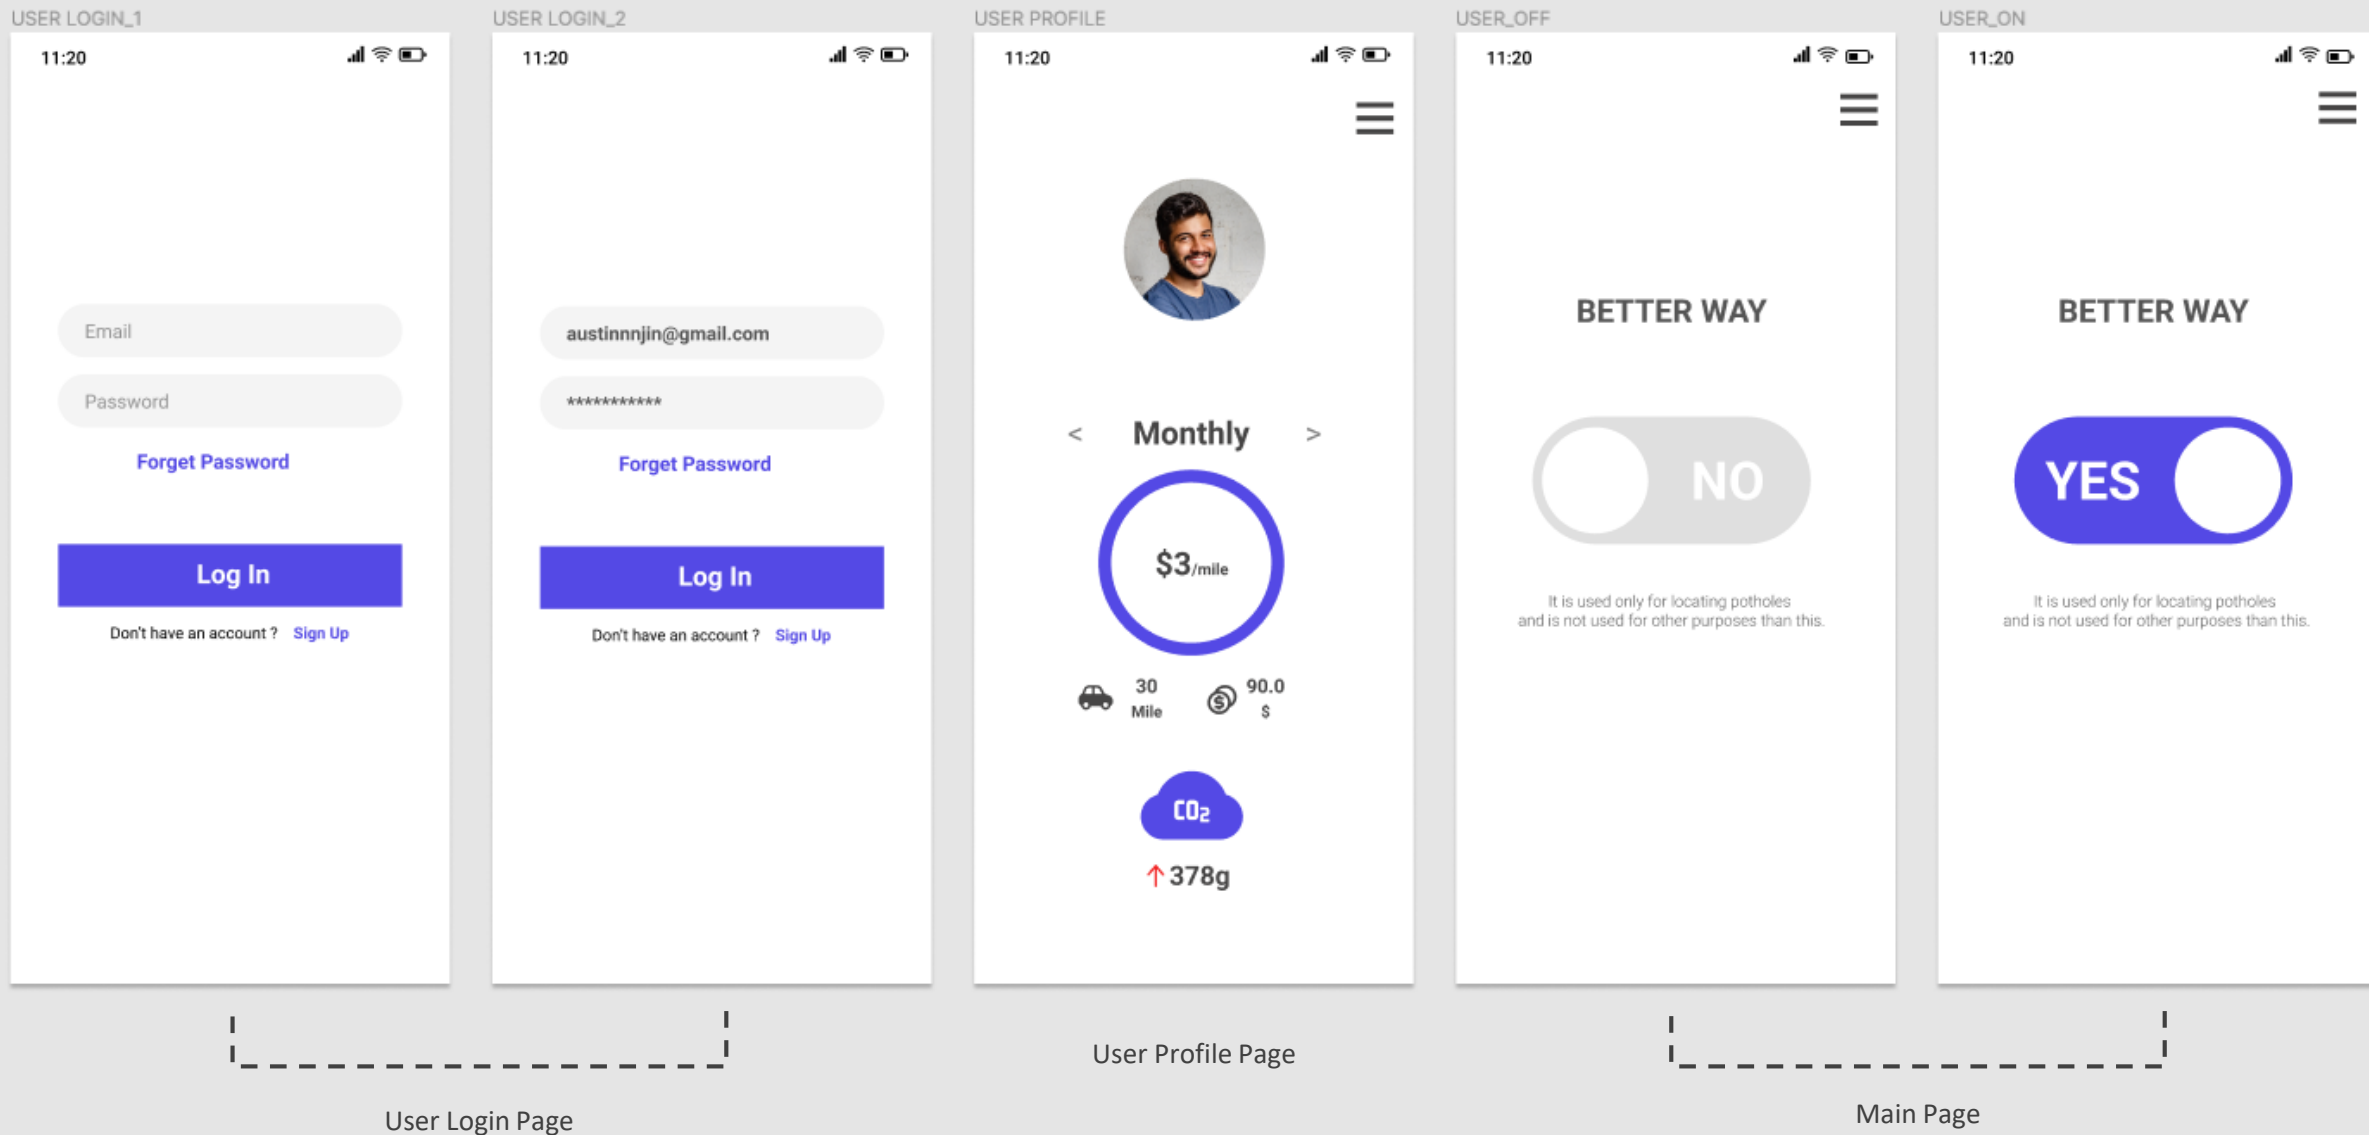 USER LOGIN_1
11:20
Email
Password
Forget Password
Log In
Don't have an account ? Sign Up
USER LOGIN_2
11:20
austinnnjin@gmail.com
***********
Forget Password
Log In
Don't have an account ? Sign Up
User Login Page
USER PROFILE
11:20
< Monthly >
$3/mile
30
Mile
90.0
$
CO₂
↑378g
User Profile Page
USER_OFF
11:20
BETTER WAY
NO
It is used only for locating potholes
and is not used for other purposes than this.
USER_ON
11:20
BETTER WAY
YES
It is used only for locating potholes
and is not used for other purposes than this.
Main Page